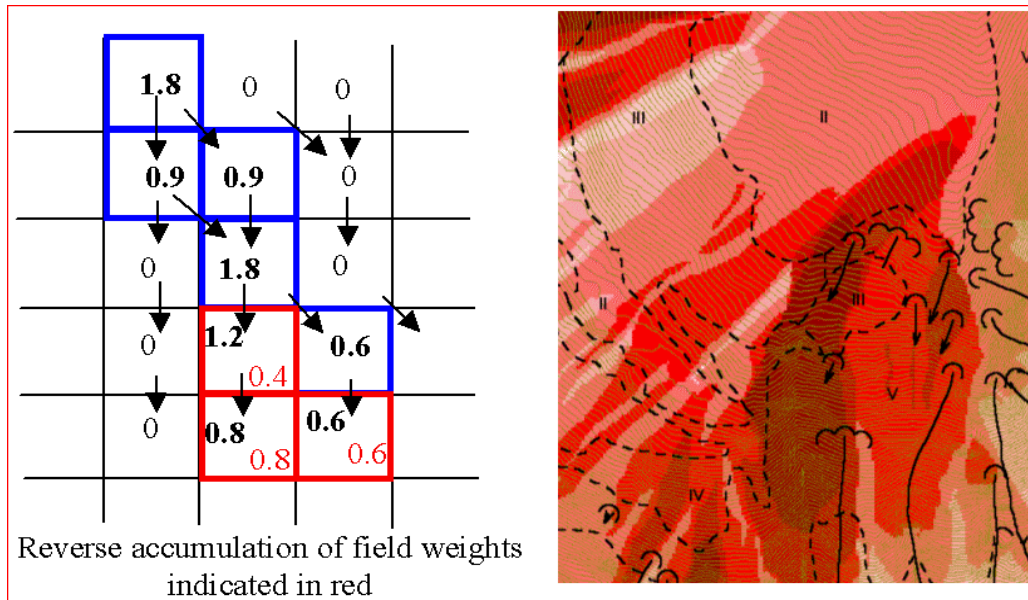 1.8 0 0
0.9 0.9 0
0 1.8 0
0 1.2 0.4 0.6
0 0.8 0.8 0.6 0.6
Reverse accumulation of field weights
indicated in red
III II
II III
V
IV